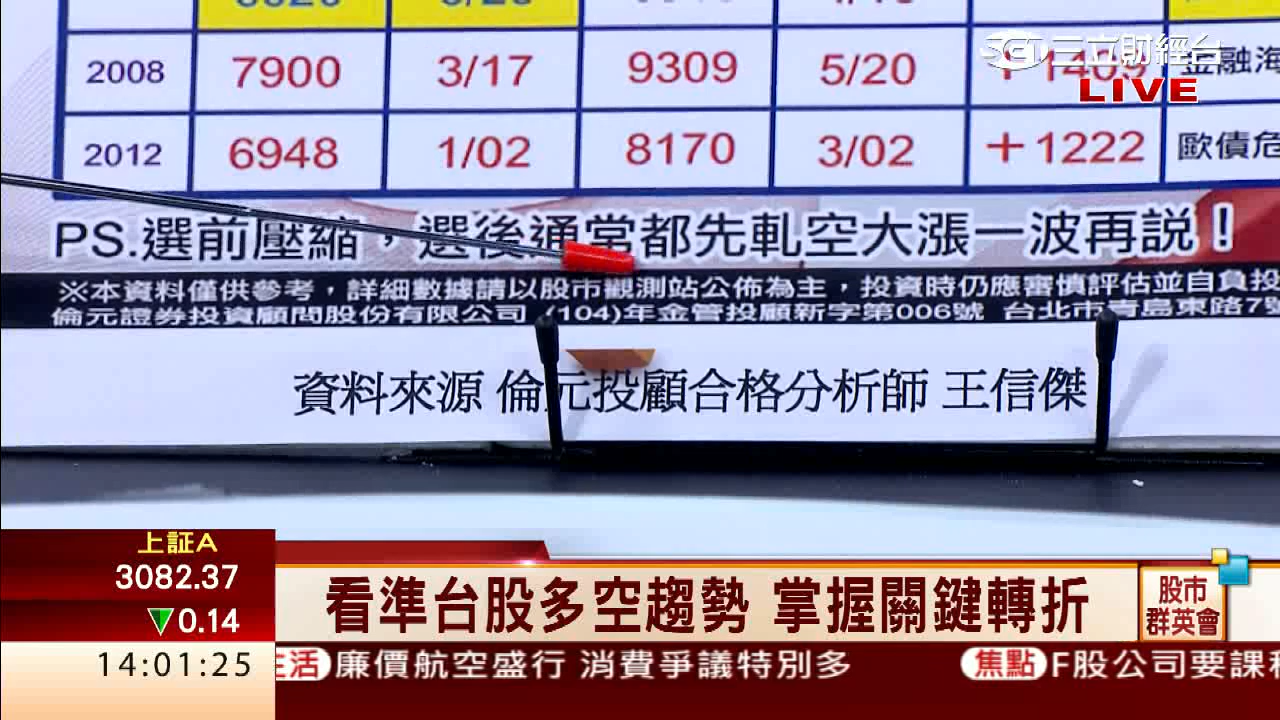 2008 7900 3/17 9309 5/20 +1409 金融海
2012 6948 1/02 8170 3/02 +1222 歐債危
三立財經台
LIVE
PS.選前壓縮，選後通常都先軋空大漲一波再説！
※本資料僅供參考，詳細數據請以股市觀測站公佈為主，投資時仍應審慎評估並自負投
倫元證券投資顧問股份有限公司 (104)年金管投顧新字第006號 台北市青島東路7號
資料來源 倫元投顧合格分析師 王信傑
上証A
3082.37
▼0.14
14:01:25
看準台股多空趨勢 掌握關鍵轉折
股市
群英會
生活 廉價航空盛行 消費爭議特別多 焦點 F股公司要課稅